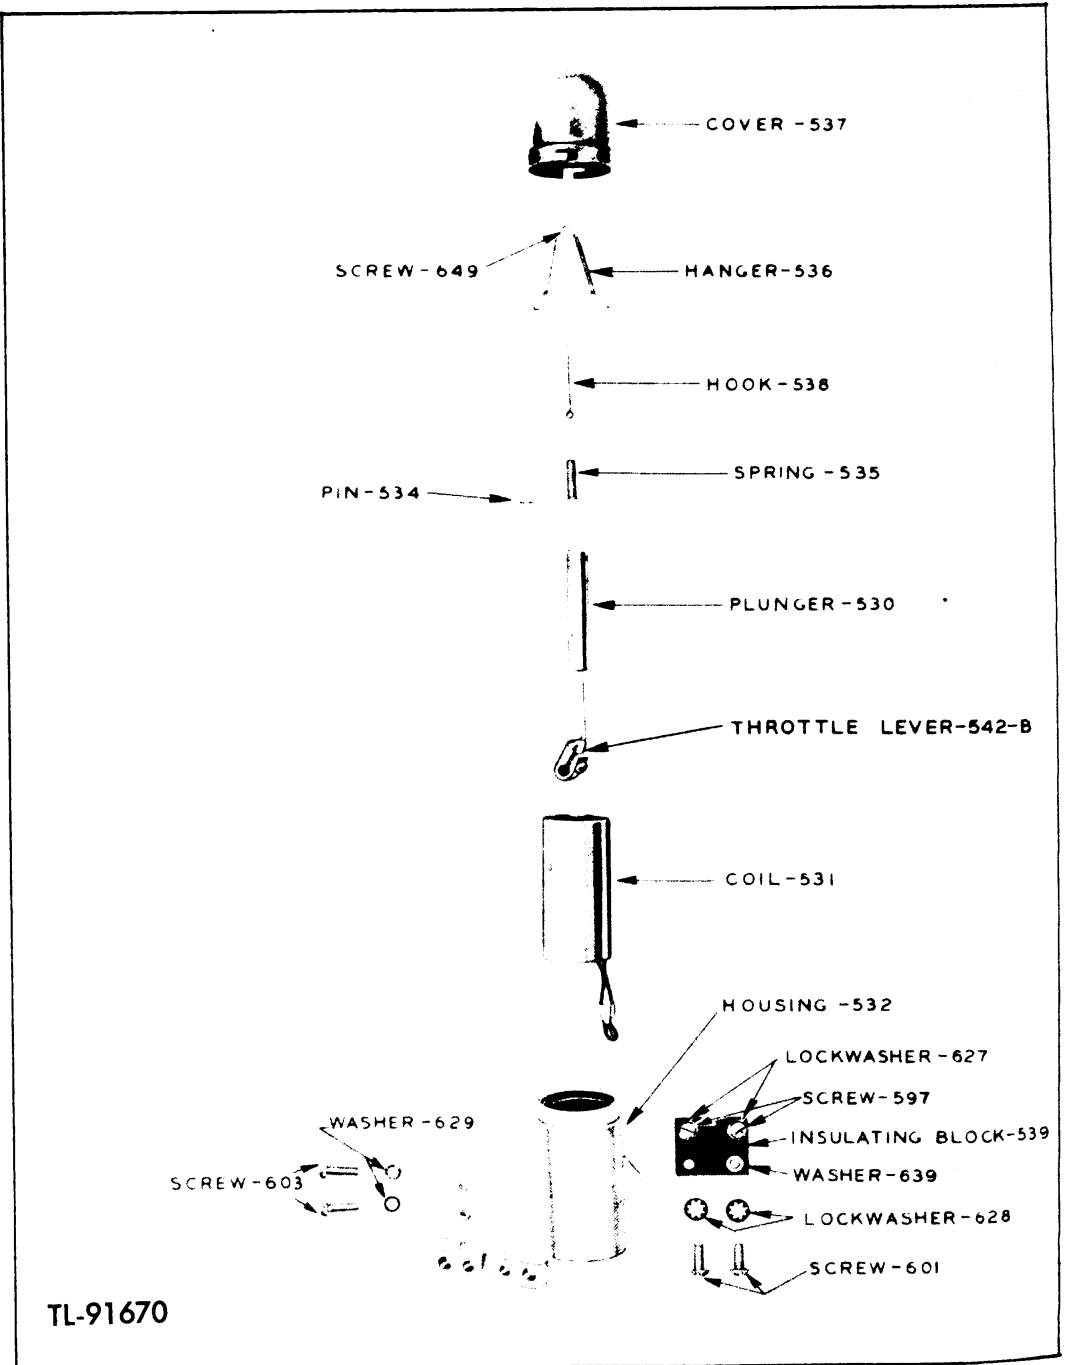 COVER-537
SCREW-649
HANGER-536
HOOK-538
SPRING-535
PIN-534
PLUNGER-530
THROTTLE LEVER-542-B
COIL-531
HOUSING-532
LOCKWASHER-627
SCREW-597
WASHER-629
INSULATING BLOCK-539
WASHER-639
SCREW-603
LOCKWASHER-628
SCREW-601
TL-91670